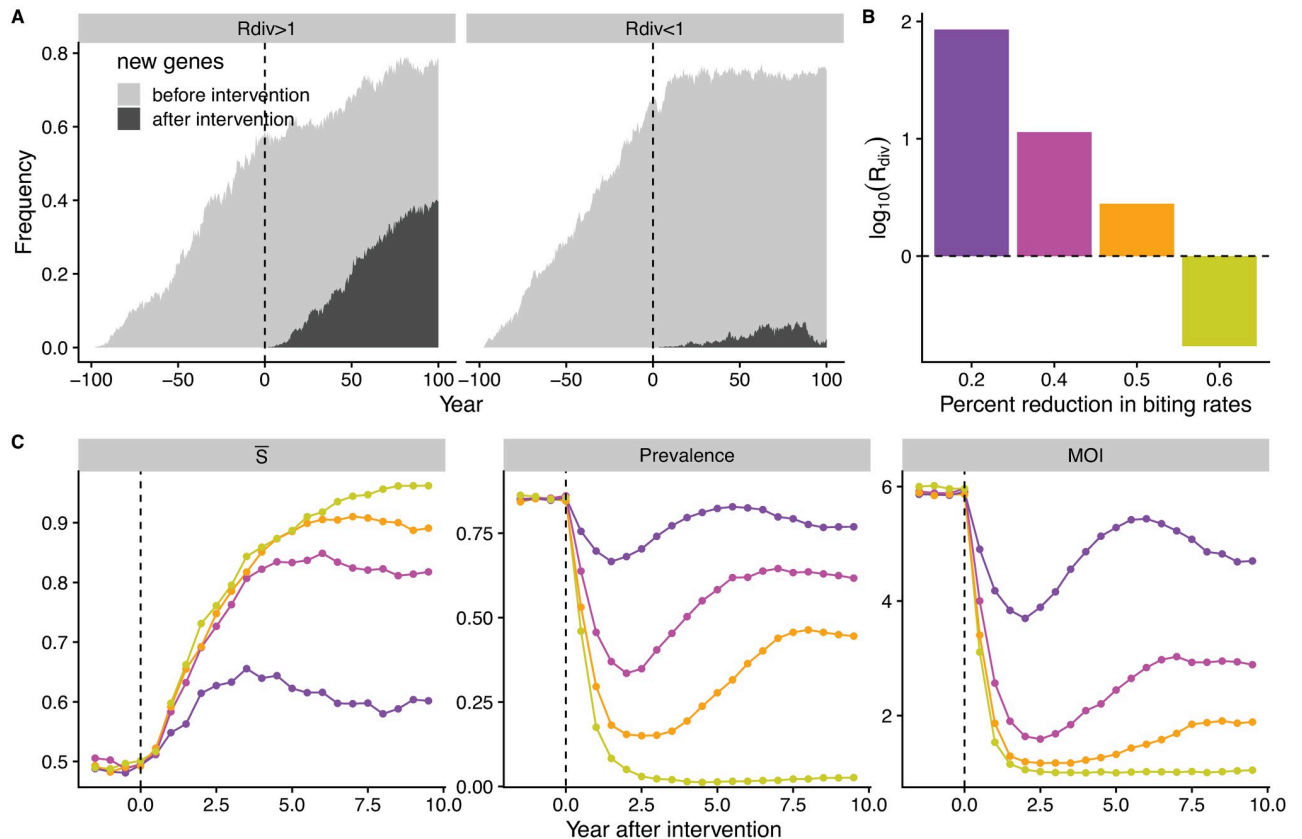 A
Rdiv>1
Rdiv<1
new genes
before intervention
after intervention
Frequency
0.8
0.6
0.4
0.2
0.0
−100 −50 0 50 100 −100 −50 0 50 100
Year
B
log10(Rdiv)
2
1
0
0.2 0.4 0.5 0.6
Percent reduction in biting rates
C
S̅
Prevalence
MOI
0.9
0.8
0.7
0.6
0.5
0.0 2.5 5.0 7.5 10.0
0.75
0.50
0.25
0.00
0.0 2.5 5.0 7.5 10.0
6
4
2
0.0 2.5 5.0 7.5 10.0
Year after intervention